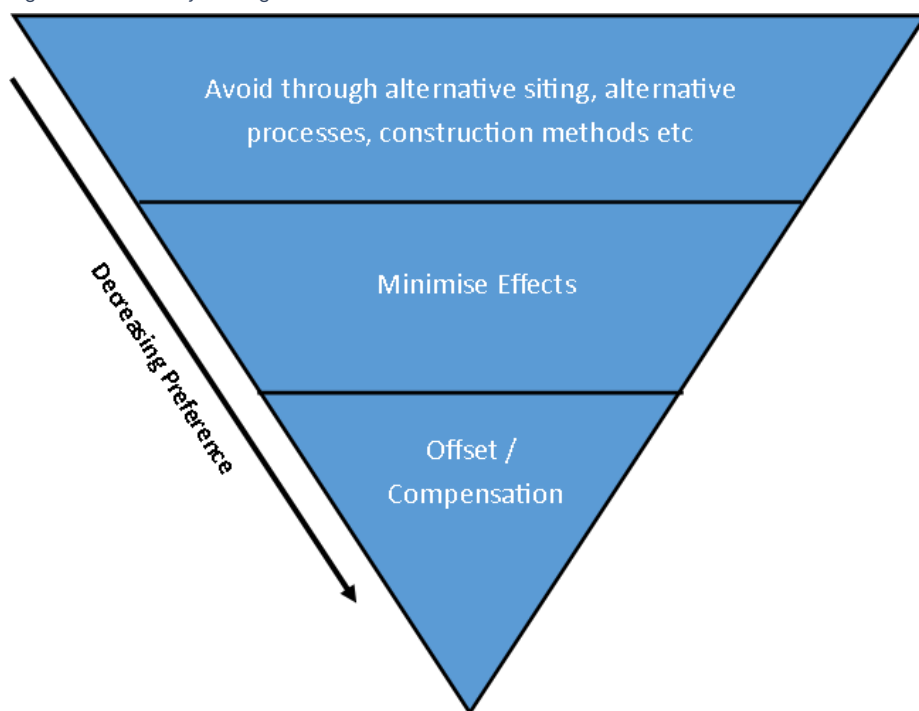 Avoid through alternative siting, alternative
processes, construction methods etc
Minimise Effects
Decreasing Preference
Offset /
Compensation